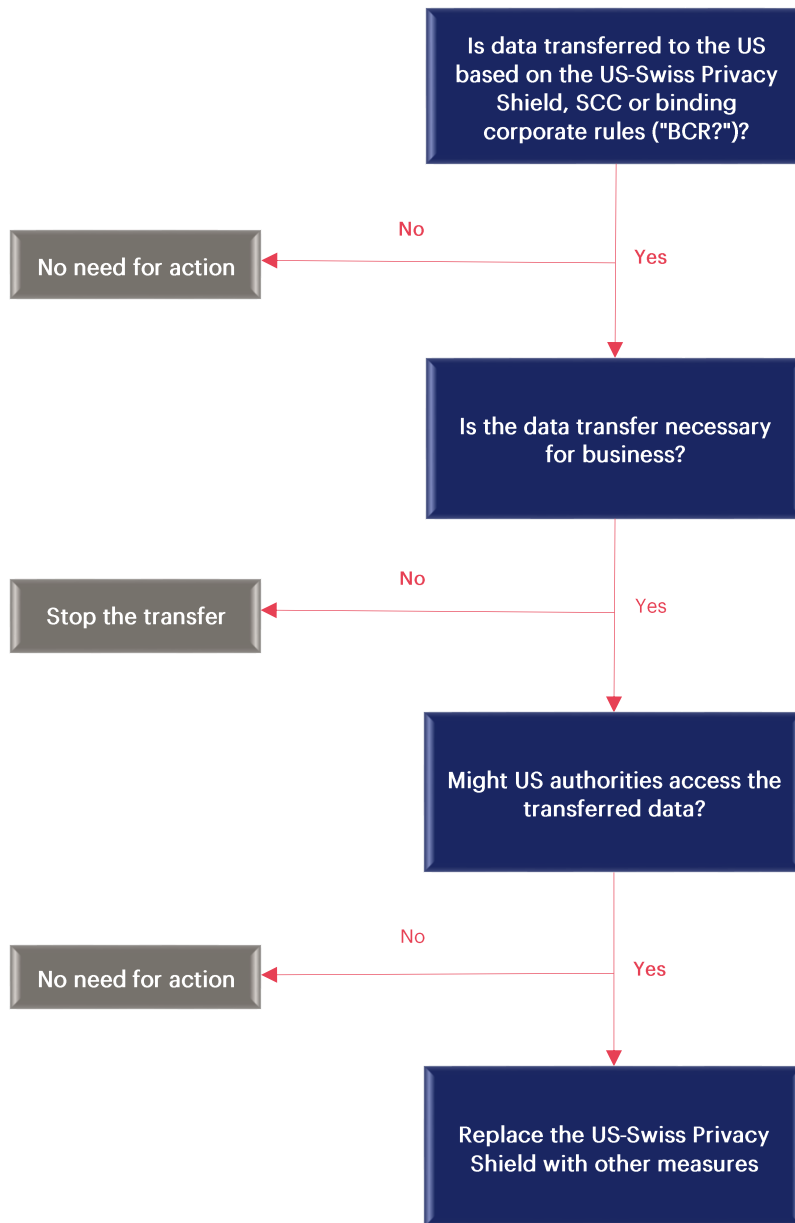 Is data transferred to the US
based on the US-Swiss Privacy
Shield, SCC or binding
corporate rules ("BCR?")?
No
Yes
No need for action
Is the data transfer necessary
for business?
No
Yes
Stop the transfer
Might US authorities access the
transferred data?
No
Yes
No need for action
Replace the US-Swiss Privacy
Shield with other measures